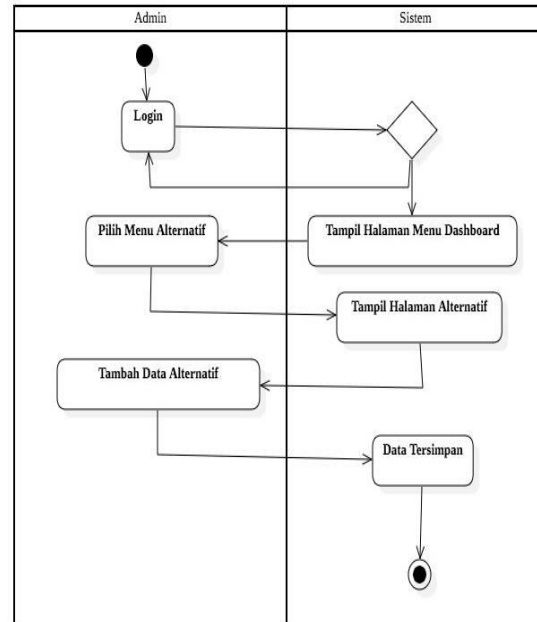 Admin
Sistem
Login
Pilih Menu Alternatif
Tampil Halaman Menu Dashboard
Tampil Halaman Alternatif
Tambah Data Alternatif
Data Tersimpan